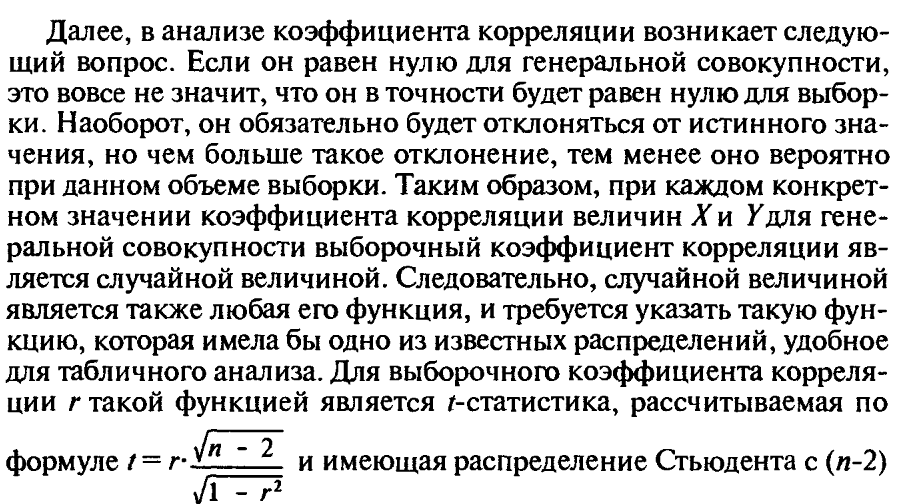 Далее, в анализе коэффициента корреляции возникает следую-
щий вопрос. Если он равен нулю для генеральной совокупности,
это вовсе не значит, что он в точности будет равен нулю для выбор-
ки. Наоборот, он обязательно будет отклоняться от истинного зна-
чения, но чем больше такое отклонение, тем менее оно вероятно
при данном объеме выборки. Таким образом, при каждом конкрет-
ном значении коэффициента корреляции величин X и Y для гене-
ральной совокупности выборочный коэффициент корреляции яв-
ляется случайной величиной. Следовательно, случайной величиной
является также любая его функция, и требуется указать такую фун-
кцию, которая имела бы одно из известных распределений, удобное
для табличного анализа. Для выборочного коэффициента корреля-
ции r такой функцией является t-статистика, рассчитываемая по
формуле t = r·√(n - 2)/√(1 - r²) и имеющая распределение Стьюдента с (n-2)